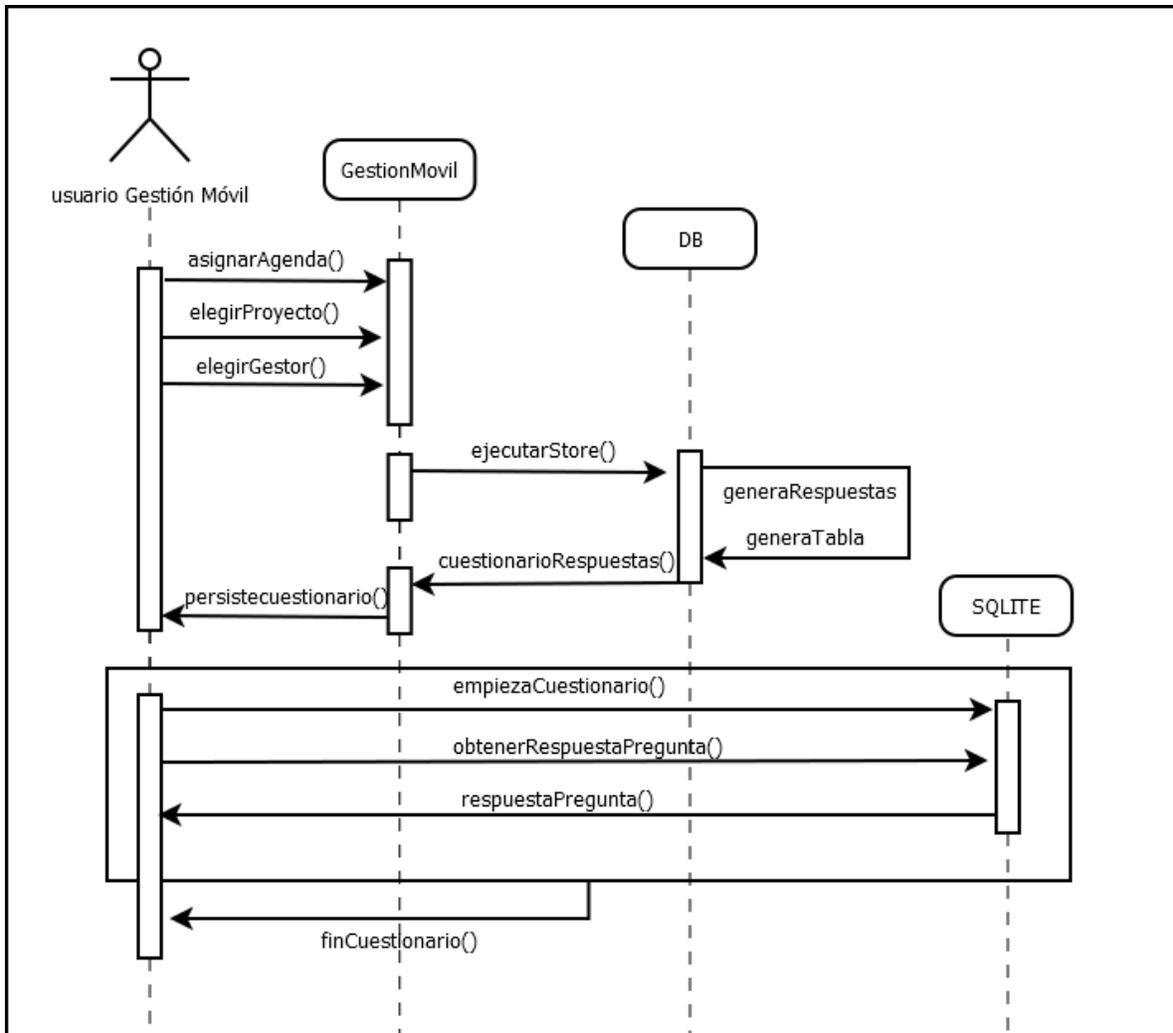 GestionMovil
usuario Gestión Móvil
DB
asignarAgenda()
elegirProyecto()
elegirGestor()
ejecutarStore()
generaRespuestas
generaTabla
cuestionarioRespuestas()
persistecuestionario()
SQLITE
empiezaCuestionario()
obtenerRespuestaPregunta()
respuestaPregunta()
finCuestionario()